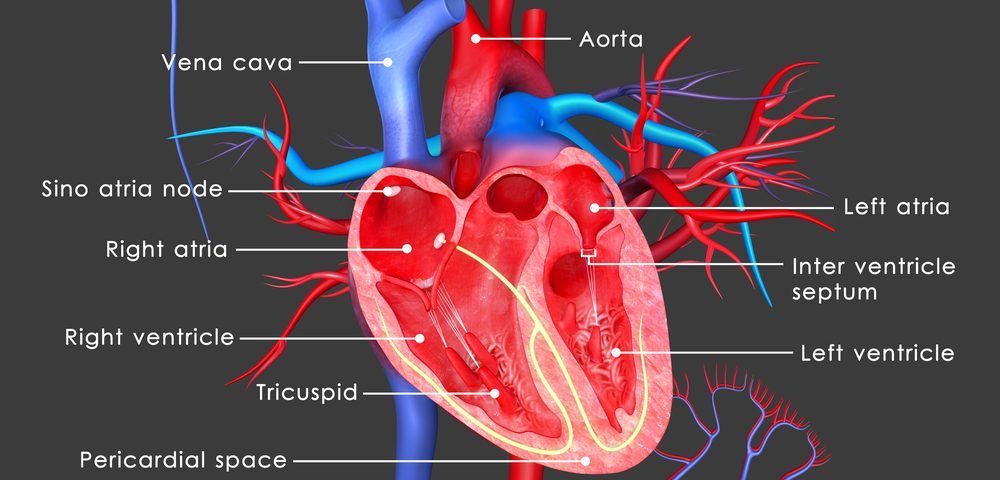 Aorta
Vena cava
Sino atria node
Left atria
Right atria
Inter ventricle
septum
Right ventricle
Left ventricle
Tricuspid
Pericardial space